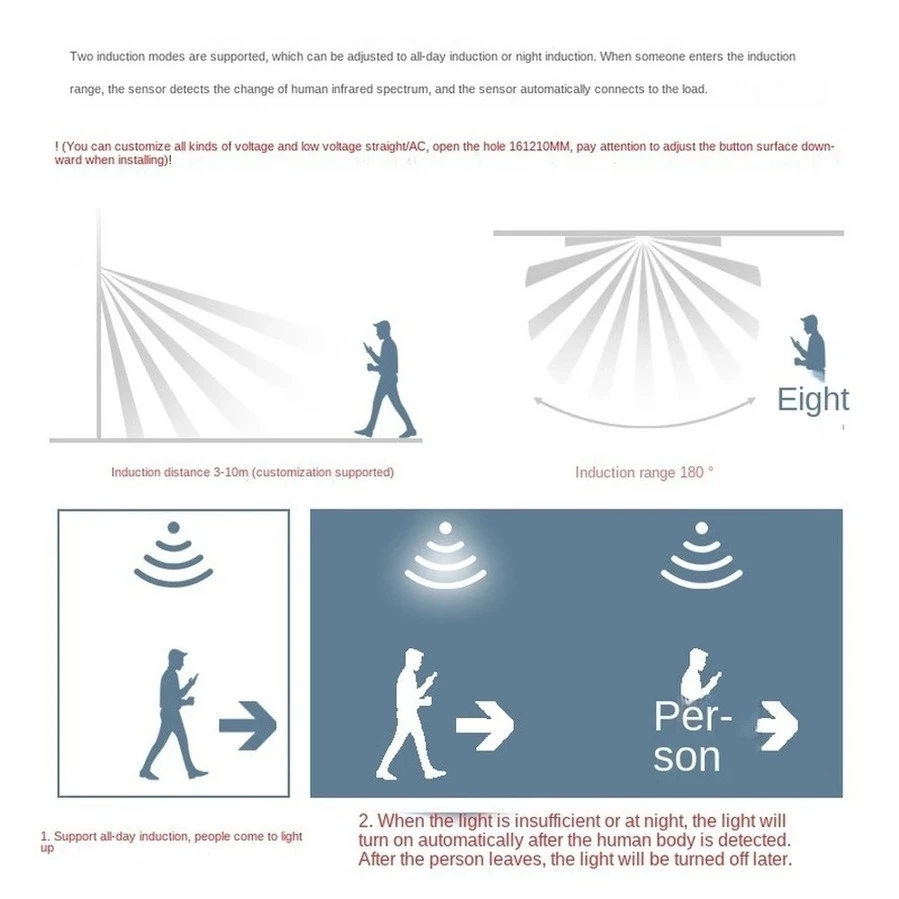 Two induction modes are supported, which can be adjusted to all-day induction or night induction. When someone enters the induction
range, the sensor detects the change of human infrared spectrum, and the sensor automatically connects to the load.
! (You can customize all kinds of voltage and low voltage straight/AC, open the hole 161210MM, pay attention to adjust the button surface down-
ward when installing)!
Eight
Induction distance 3-10m (customization supported)
Induction range 180 °
Per-
son
1. Support all-day induction, people come to light
up
2. When the light is insufficient or at night, the light will
turn on automatically after the human body is detected.
After the person leaves, the light will be turned off later.